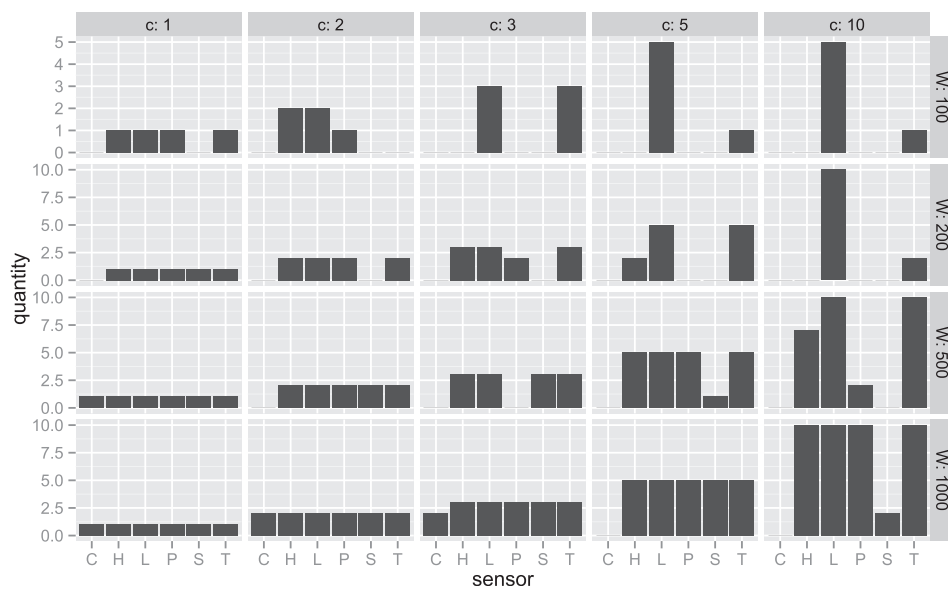 c: 1 c: 2 c: 3 c: 5 c: 10
5
4
3
2
1
0
W: 100
10.0
7.5
5.0
2.5
0.0
W: 200
10.0
7.5
5.0
2.5
0.0
W: 500
10.0
7.5
5.0
2.5
0.0
W: 1000
quantity
C H L P S T C H L P S T C H L P S T C H L P S T C H L P S T
sensor